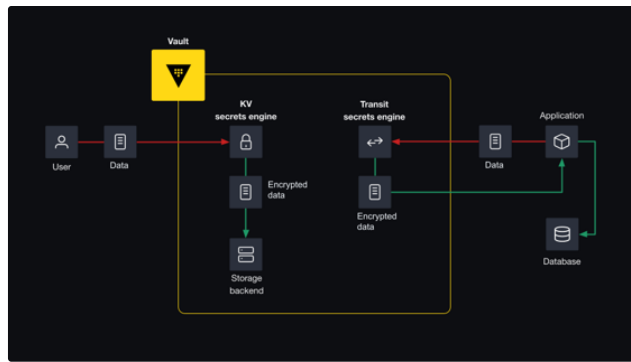 Vault
KV
secrets engine
Transit
secrets engine
Application
User
Data
Data
Encrypted
data
Encrypted
data
Storage
backend
Database